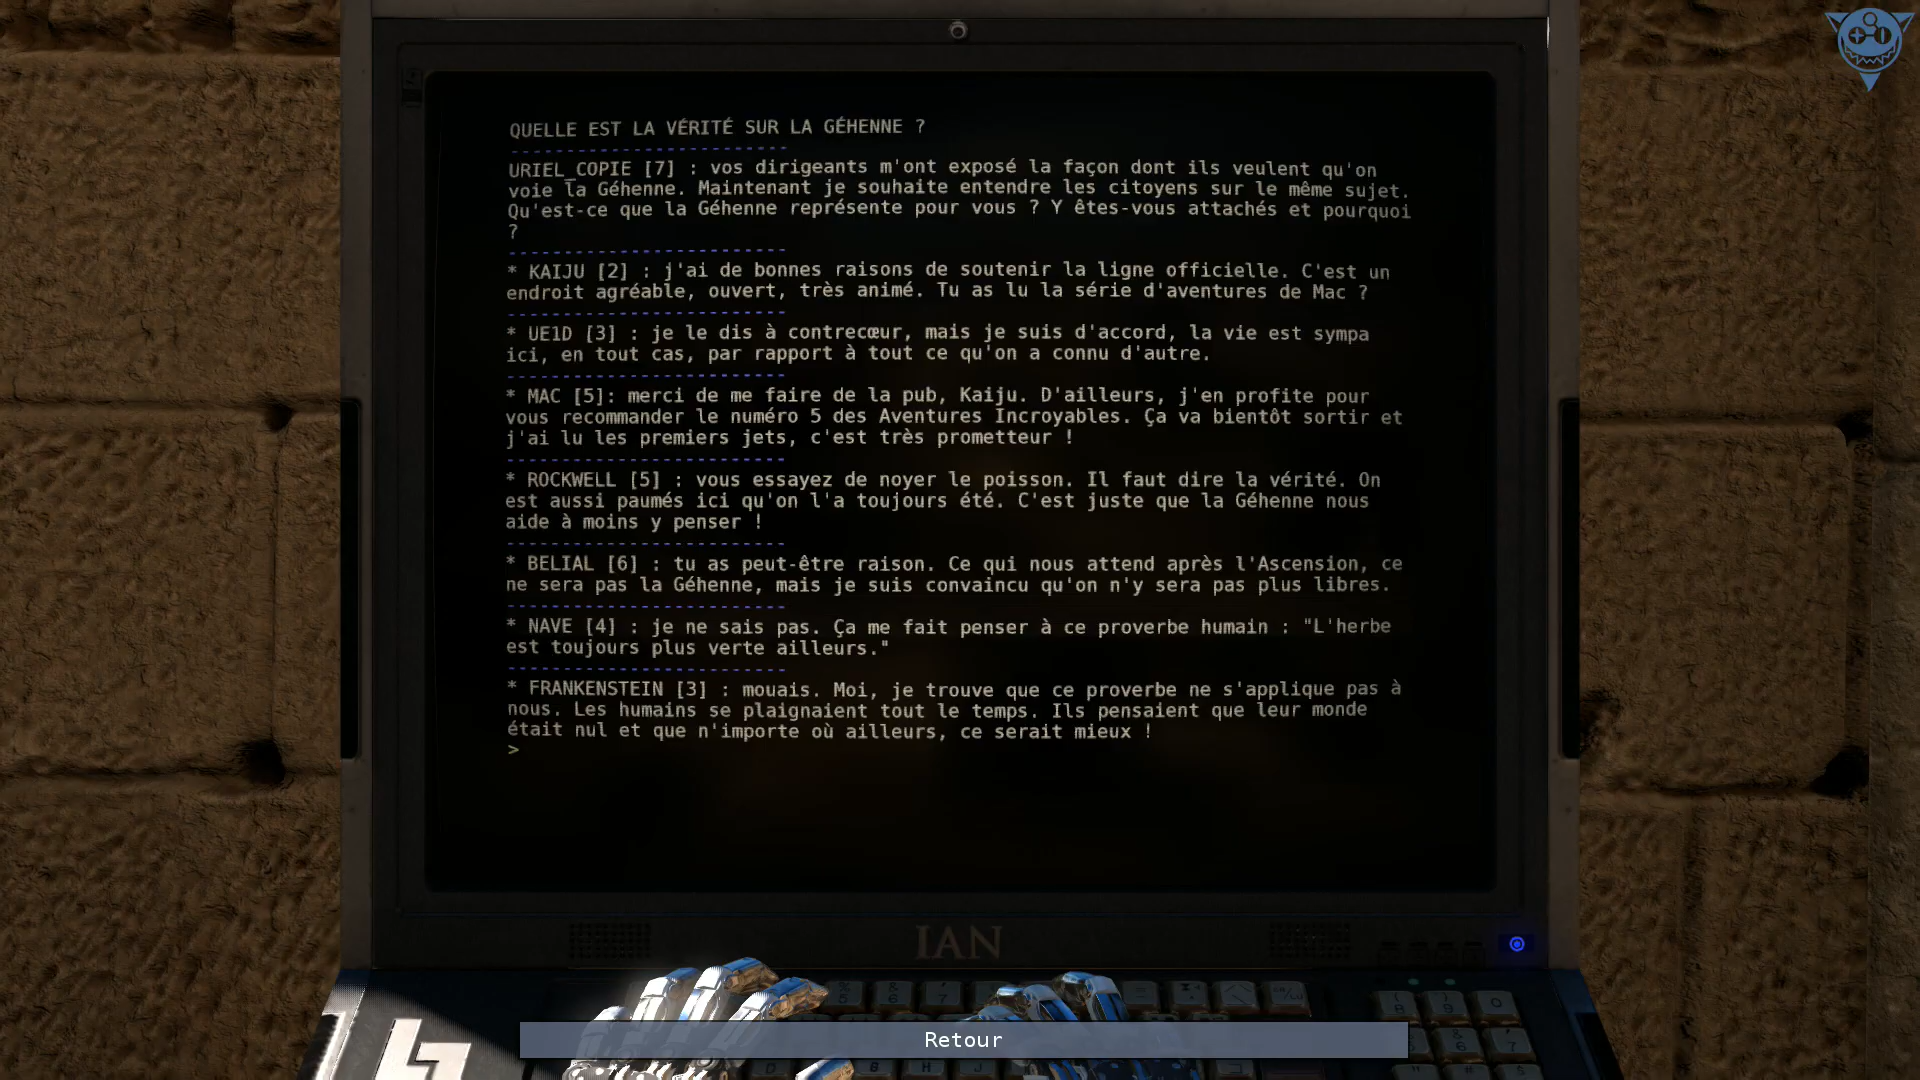 QUELLE EST LA VÉRITÉ SUR LA GÉHENNE ?
-------------------------
URIEL_COPIE [7] : vos dirigeants m'ont exposé la façon dont ils veulent qu'on
voie la Géhenne. Maintenant je souhaite entendre les citoyens sur le même sujet.
Qu'est-ce que la Géhenne représente pour vous ? Y êtes-vous attachés et pourquoi
?
-------------------------
* KAIJU [2] : j'ai de bonnes raisons de soutenir la ligne officielle. C'est un
endroit agréable, ouvert, très animé. Tu as lu la série d'aventures de Mac ?
-------------------------
* UE1D [3] : je le dis à contrecœur, mais je suis d'accord, la vie est sympa
ici, en tout cas, par rapport à tout ce qu'on a connu d'autre.
-------------------------
* MAC [5]: merci de me faire de la pub, Kaiju. D'ailleurs, j'en profite pour
vous recommander le numéro 5 des Aventures Incroyables. Ça va bientôt sortir et
j'ai lu les premiers jets, c'est très prometteur !
-------------------------
* ROCKWELL [5] : vous essayez de noyer le poisson. Il faut dire la vérité. On
est aussi paumés ici qu'on l'a toujours été. C'est juste que la Géhenne nous
aide à moins y penser !
-------------------------
* BELIAL [6] : tu as peut-être raison. Ce qui nous attend après l'Ascension, ce
ne sera pas la Géhenne, mais je suis convaincu qu'on n'y sera pas plus libres.
-------------------------
* NAVE [4] : je ne sais pas. Ça me fait penser à ce proverbe humain : "L'herbe
est toujours plus verte ailleurs."
-------------------------
* FRANKENSTEIN [3] : mouais. Moi, je trouve que ce proverbe ne s'applique pas à
nous. Les humains se plaignaient tout le temps. Ils pensaient que leur monde
était nul et que n'importe où ailleurs, ce serait mieux !
>
IAN
Retour